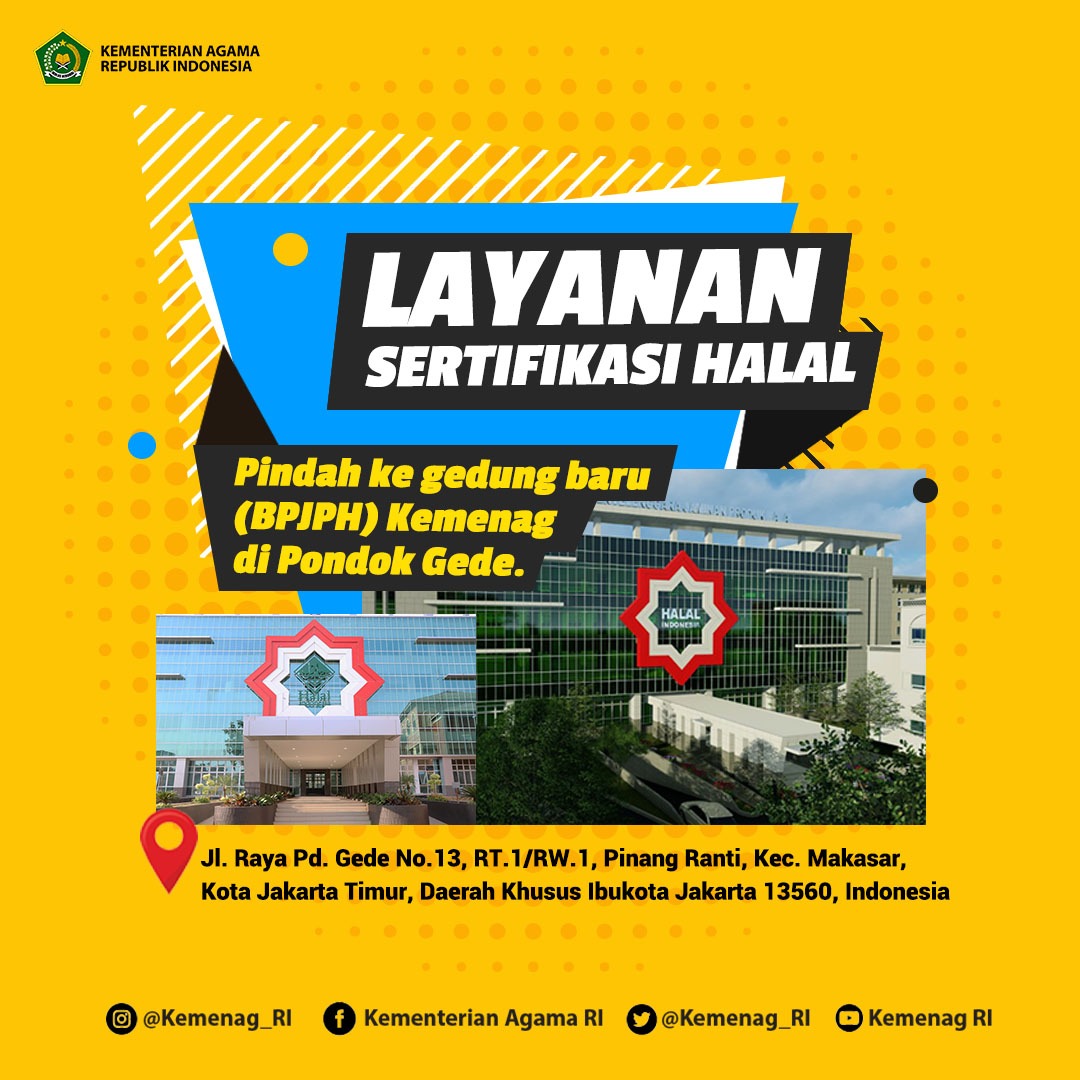 KEMENTERIAN AGAMA
REPUBLIK INDONESIA
LAYANAN
SERTIFIKASI HALAL
Pindah ke gedung baru
(BPJPH) Kemenag
di Pondok Gede.
HALAL
INDONESIA
Halal
Jl. Raya Pd. Gede No.13, RT.1/RW.1, Pinang Ranti, Kec. Makasar,
Kota Jakarta Timur, Daerah Khusus Ibukota Jakarta 13560, Indonesia
@Kemenag_RI
Kementerian Agama RI
@Kemenag_RI
Kemenag RI